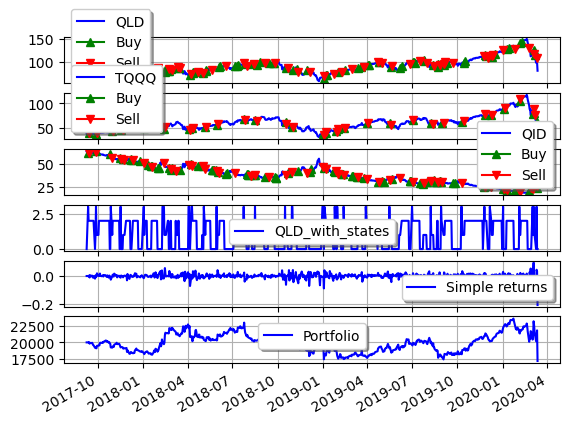 QLD
Buy
Sell
150
100
TQQQ
Buy
Sell
100
50
QID
Buy
Sell
50
25
2.5
0.0
QLD_with_states
0.0
−0.2
Simple returns
22500
20000
17500
Portfolio
2017-10
2018-01
2018-04
2018-07
2018-10
2019-01
2019-04
2019-07
2019-10
2020-01
2020-04